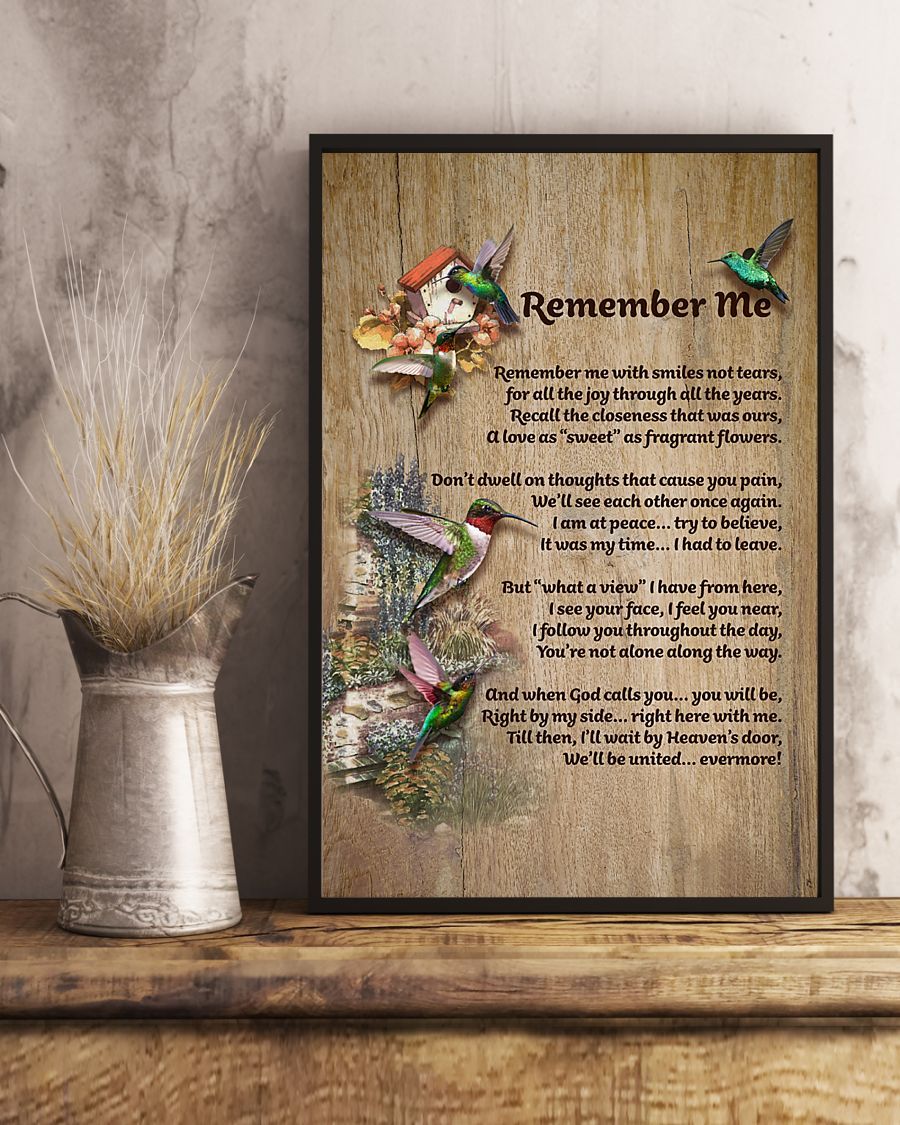 Remember Me
Remember me with smiles not tears,
for all the joy through all the years.
Recall the closeness that was ours,
A love as “sweet” as fragrant flowers.
Don’t dwell on thoughts that cause you pain,
We’ll see each other once again.
I am at peace... try to believe,
It was my time... I had to leave.
But “what a view” I have from here,
I see your face, I feel you near,
I follow you throughout the day,
You’re not alone along the way.
And when God calls you... you will be,
Right by my side... right here with me.
Till then, I’ll wait by Heaven’s door,
We’ll be united... evermore!